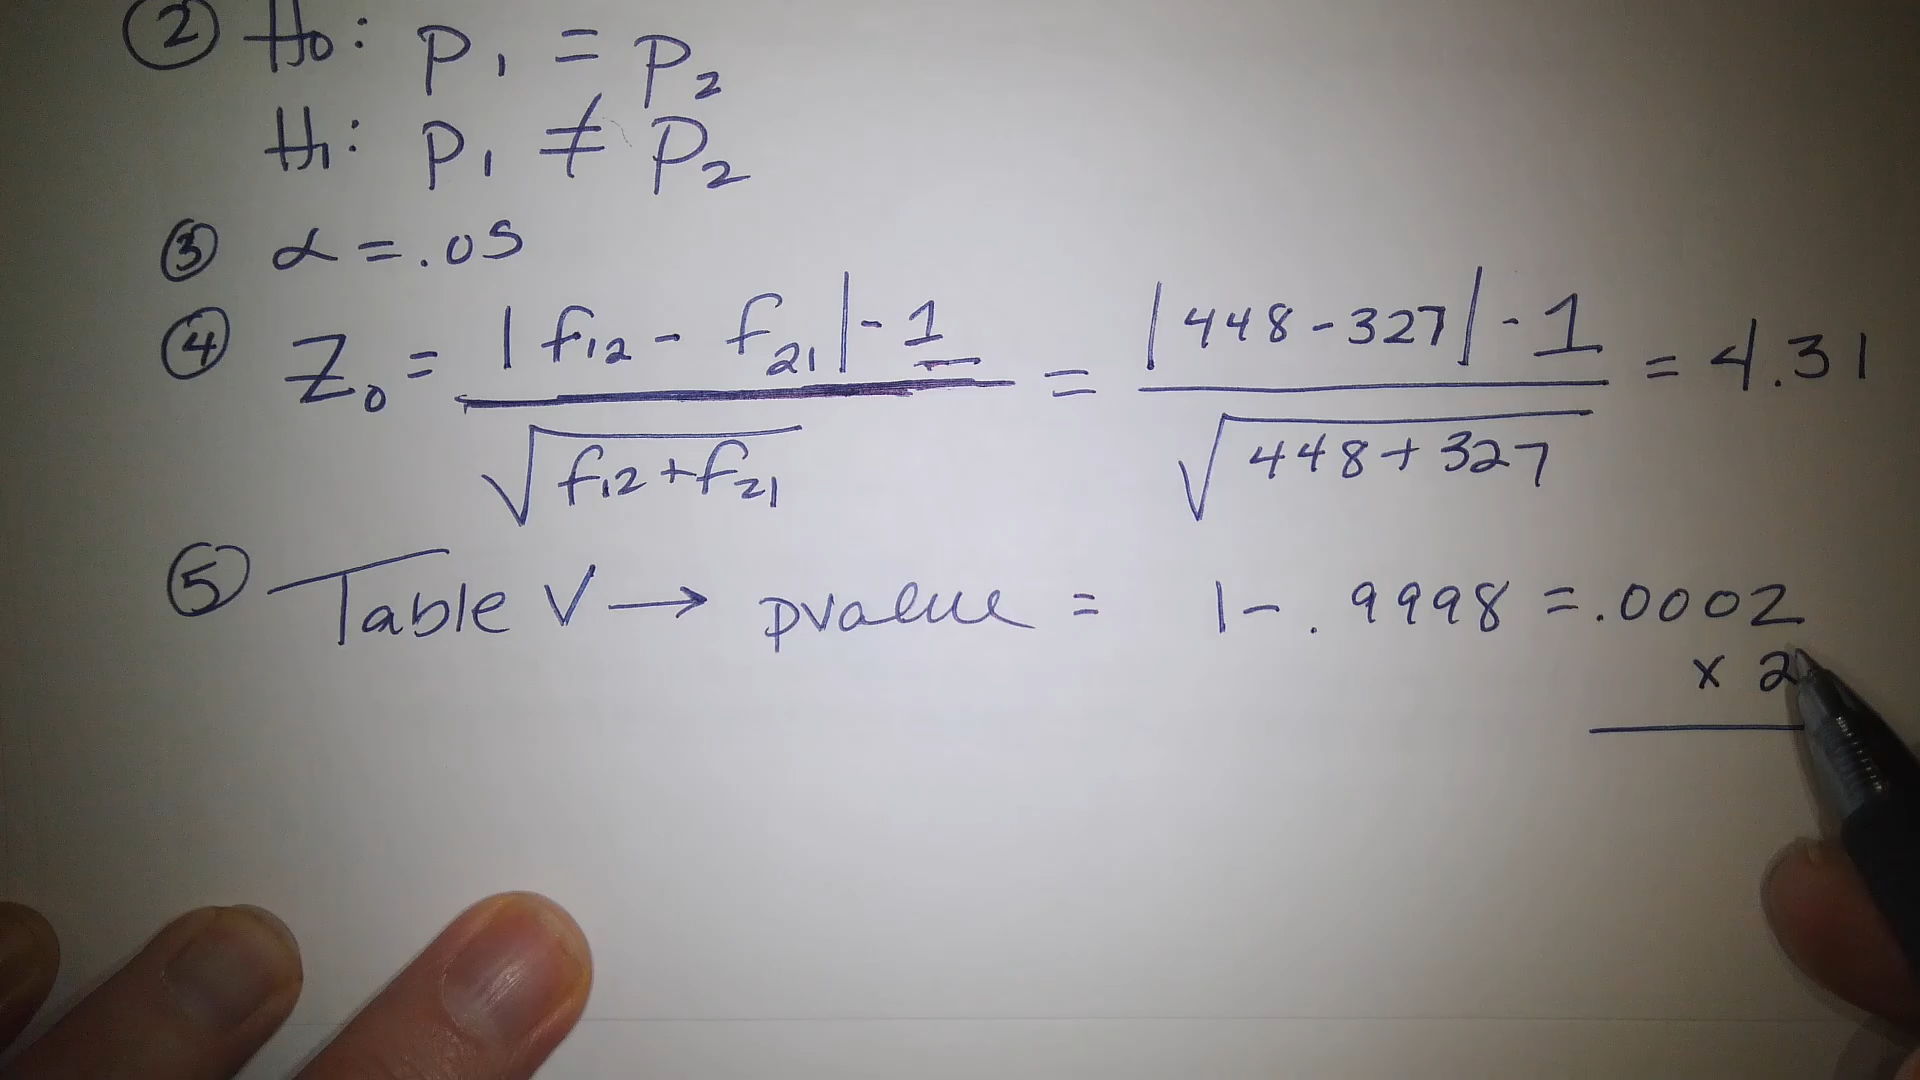 ② H0: P1 = P2
H1: P1 ≠ P2
③ α = .05
④ Z0 = |f12 - f21| - 1 / √f12 + f21 = |448 - 327| - 1 / √448 + 327 = 4.31
⑤ Table V → pvalue = 1 - .9998 = .0002
x 2